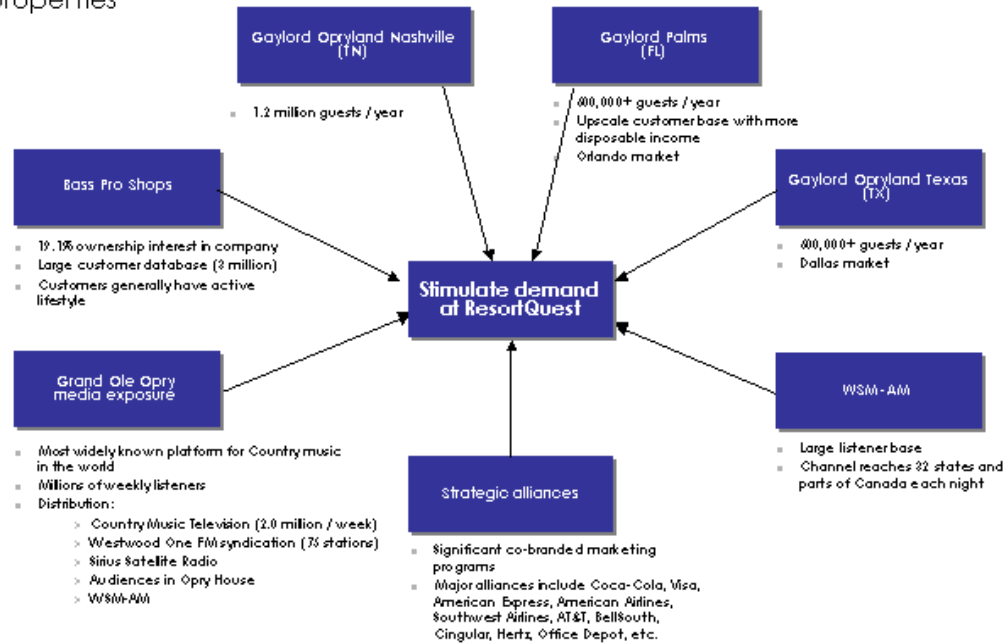 properties
Gaylord Opryland Nashville
(TN)
1.2 million guests / year
Gaylord Palms
(FL)
600,000+ guests / year
Upscale customer base with more
disposable income
Orlando market
Bass Pro Shops
19.1% ownership interest in company
Large customer database (3 million)
Customers generally have active
lifestyle
Gaylord Opryland Texas
(TX)
600,000+ guests / year
Dallas market
Stimulate demand
at ResortQuest
Grand Ole Opry
media exposure
Most widely known platform for Country music
in the world
Millions of weekly listeners
Distribution:
> Country Music Television (2.0 million / week)
> Westwood One FM syndication (75 stations)
> Sirius Satellite Radio
> Audiences in Opry House
> WSM-AM
Strategic alliances
Significant co-branded marketing
programs
Major alliances include Coca-Cola, Visa,
American Express, American Airlines,
Southwest Airlines, AT&T, BellSouth,
Cingular, Hertz, Office Depot, etc.
WSM-AM
Large listener base
Channel reaches 32 states and
parts of Canada each night